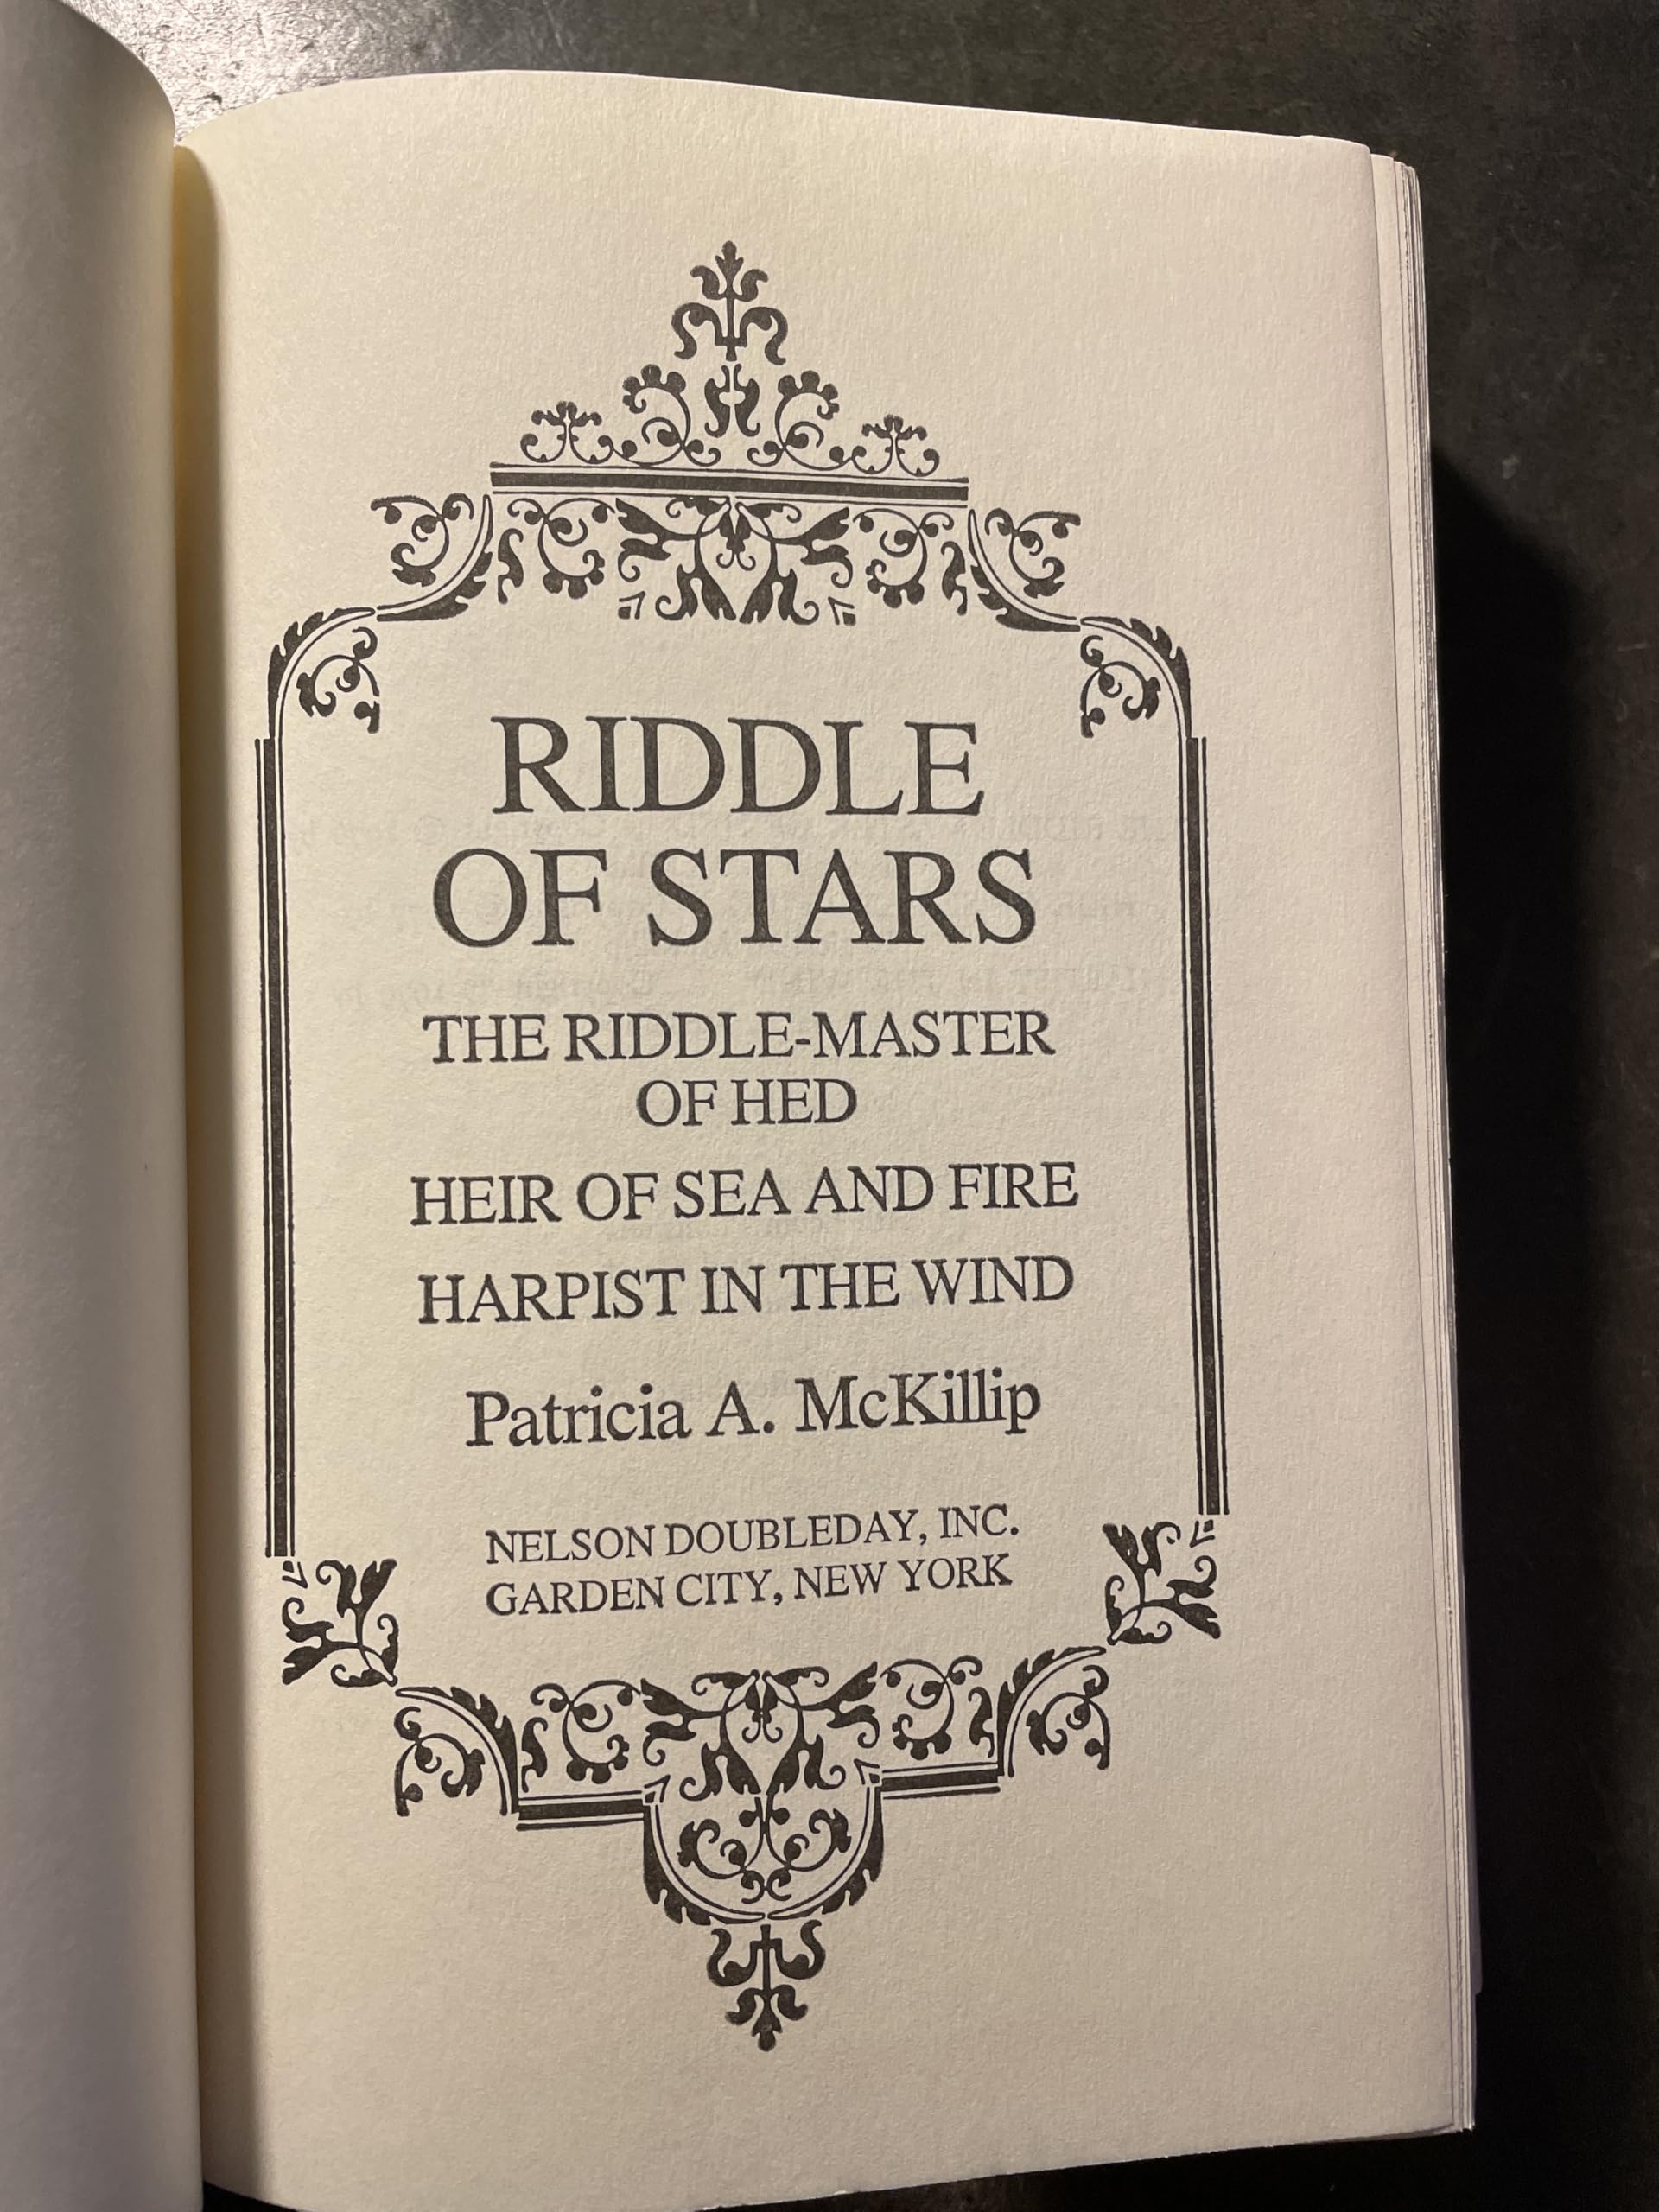 RIDDLE
OF STARS
THE RIDDLE-MASTER
OF HED
HEIR OF SEA AND FIRE
HARPIST IN THE WIND
Patricia A. McKillip
NELSON DOUBLEDAY, INC.
GARDEN CITY, NEW YORK